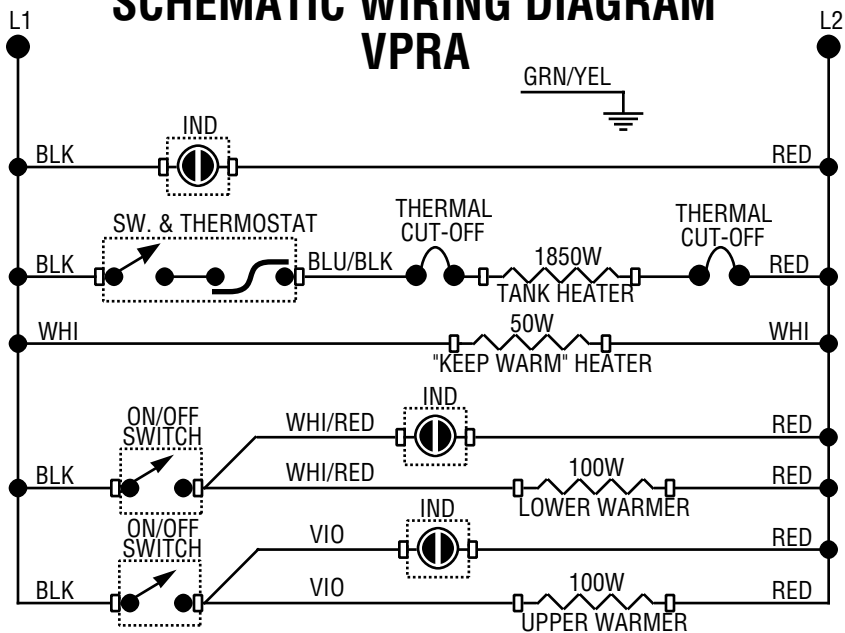 SCHEMATIC WIRING DIAGRAM
VPRA
L1
L2
GRN/YEL
IND
BLK
RED
SW. & THERMOSTAT
THERMAL
CUT-OFF
THERMAL
CUT-OFF
BLK
BLU/BLK
1850W
TANK HEATER
RED
WHI
50W
"KEEP WARM" HEATER
WHI
IND
ON/OFF
SWITCH
WHI/RED
RED
BLK
WHI/RED
100W
LOWER WARMER
RED
IND
ON/OFF
SWITCH
VIO
RED
BLK
VIO
100W
UPPER WARMER
RED